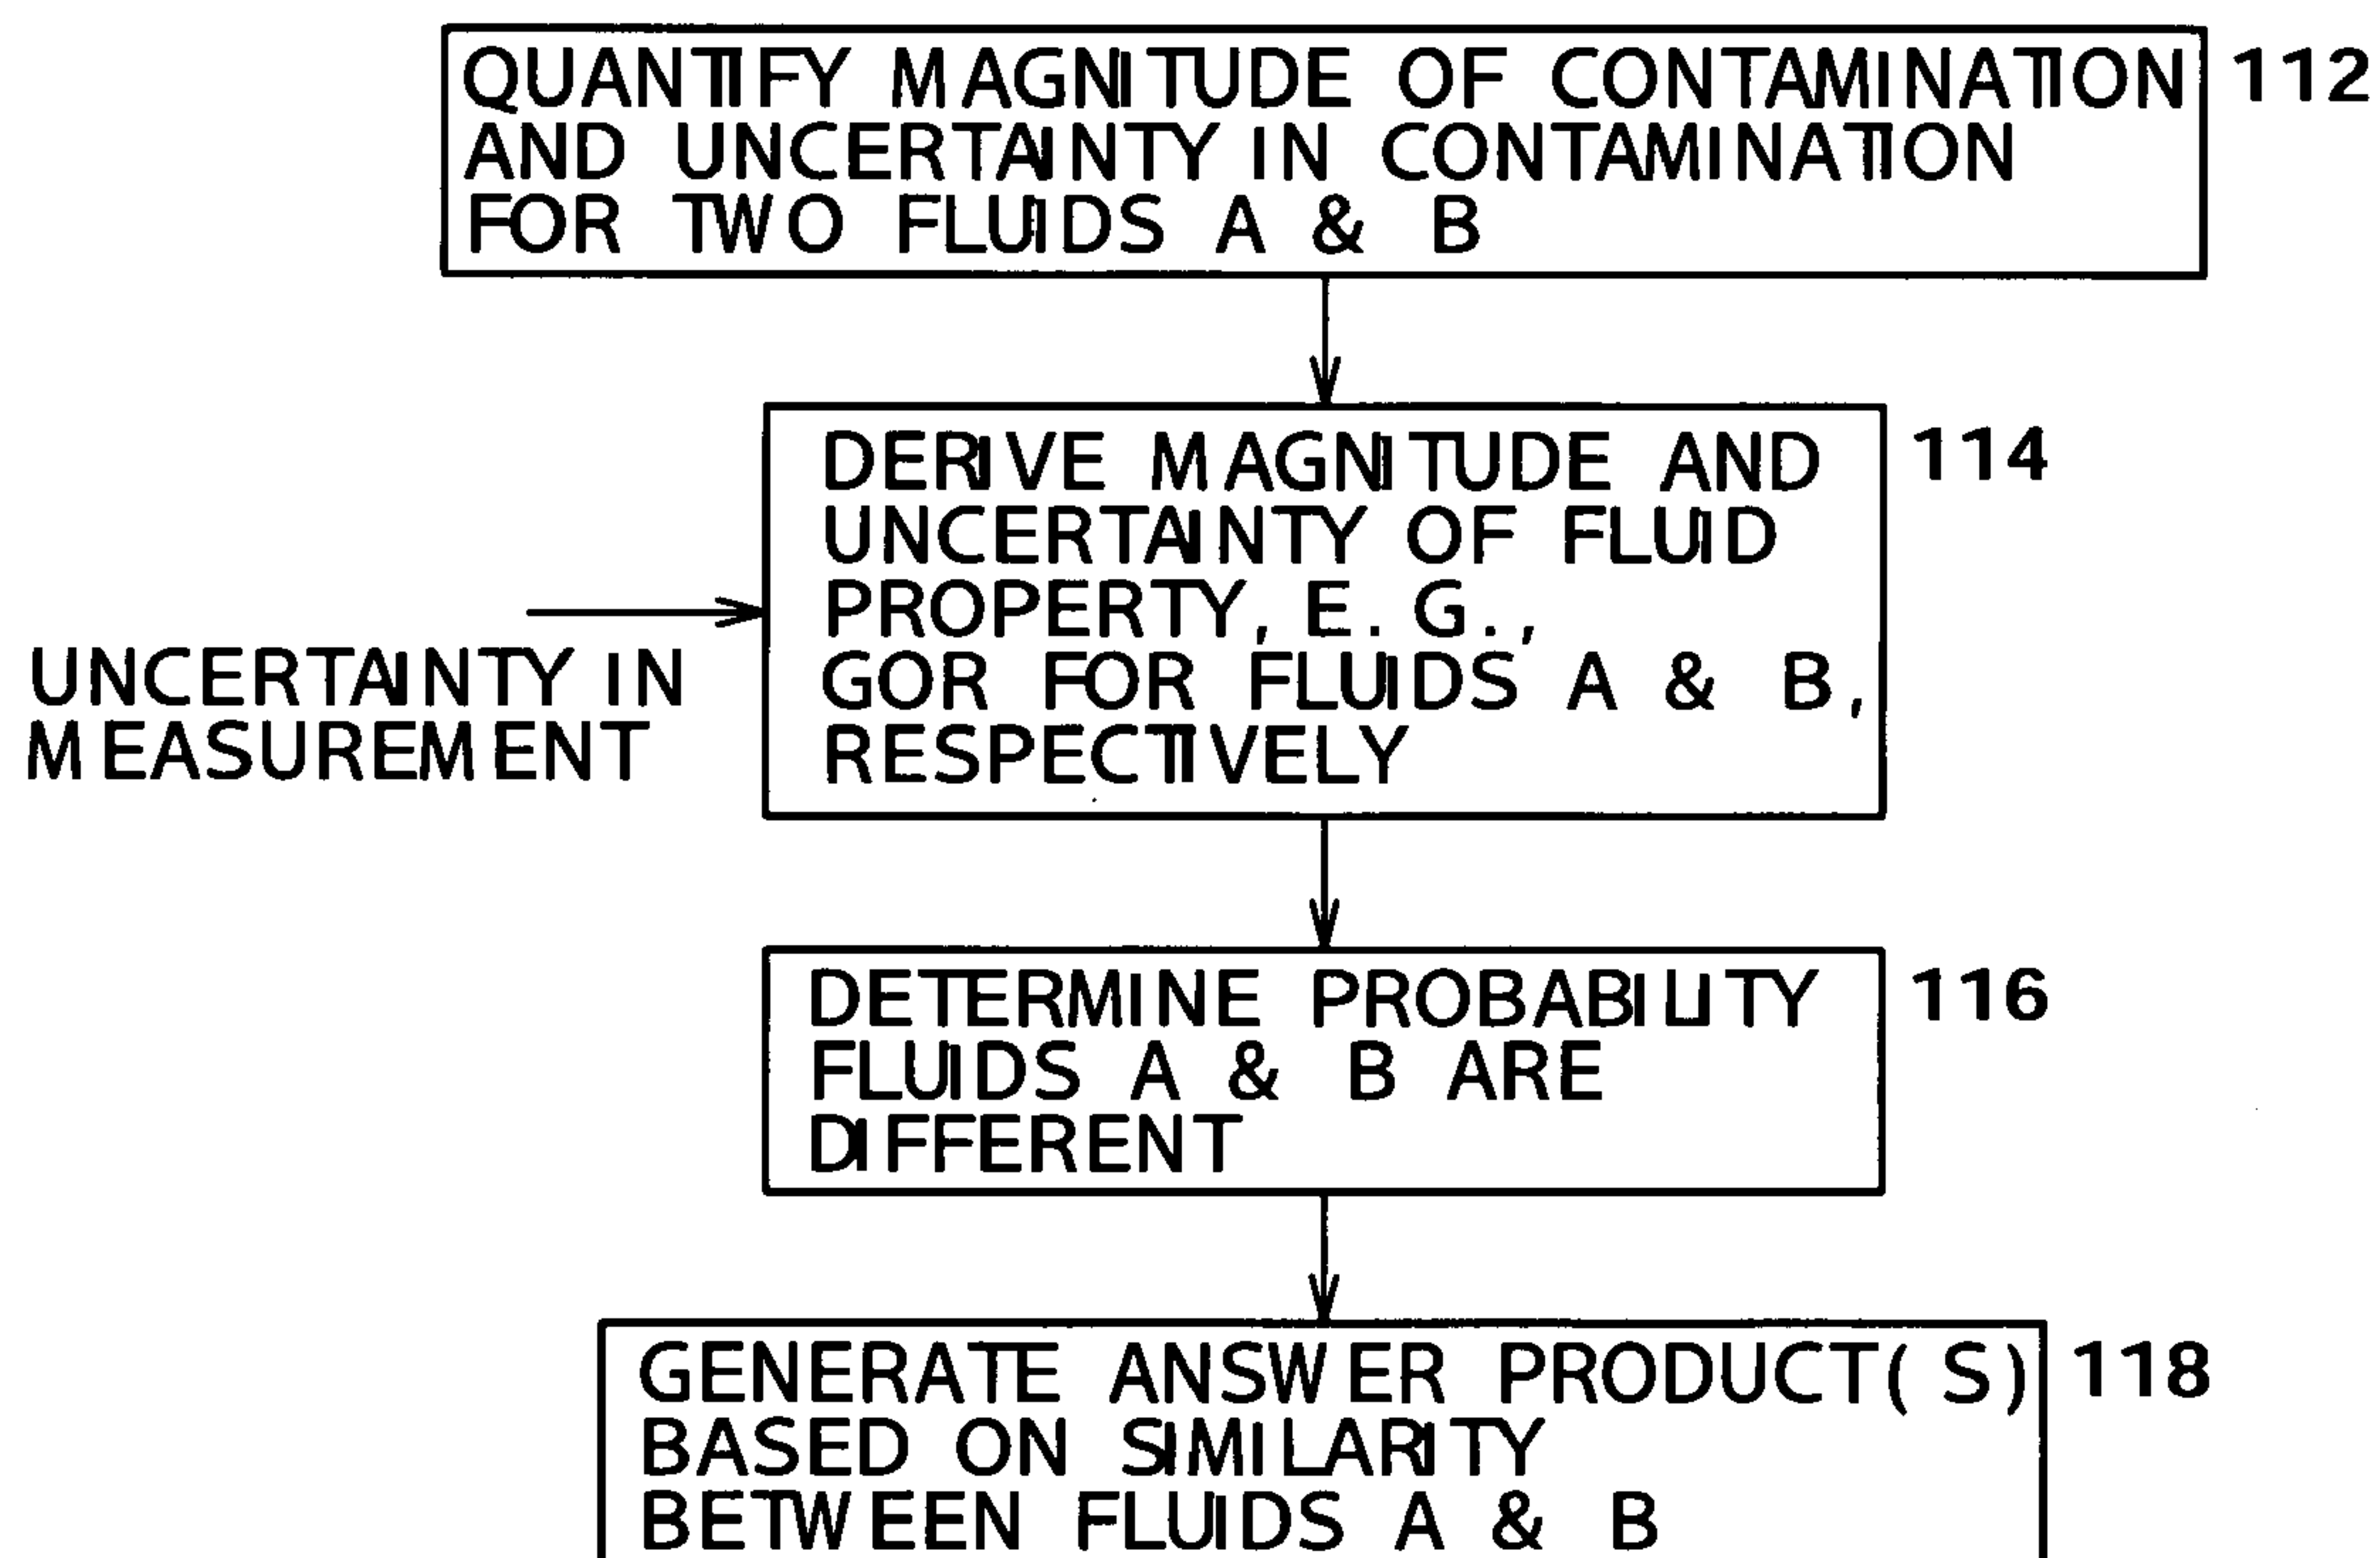 QUANTIFY MAGNITUDE OF CONTAMINATION
AND UNCERTAINTY IN CONTAMINATION
FOR TWO FLUIDS A & B
112
DERIVE MAGNITUDE AND
UNCERTAINTY OF FLUID
PROPERTY, E. G.,
GOR FOR FLUIDS A & B,
RESPECTIVELY
114
UNCERTAINTY IN
MEASUREMENT
DETERMINE PROBABILITY
FLUIDS A & B ARE
DIFFERENT
116
GENERATE ANSWER PRODUCT(S)
BASED ON SIMILARITY
BETWEEN FLUIDS A & B
118